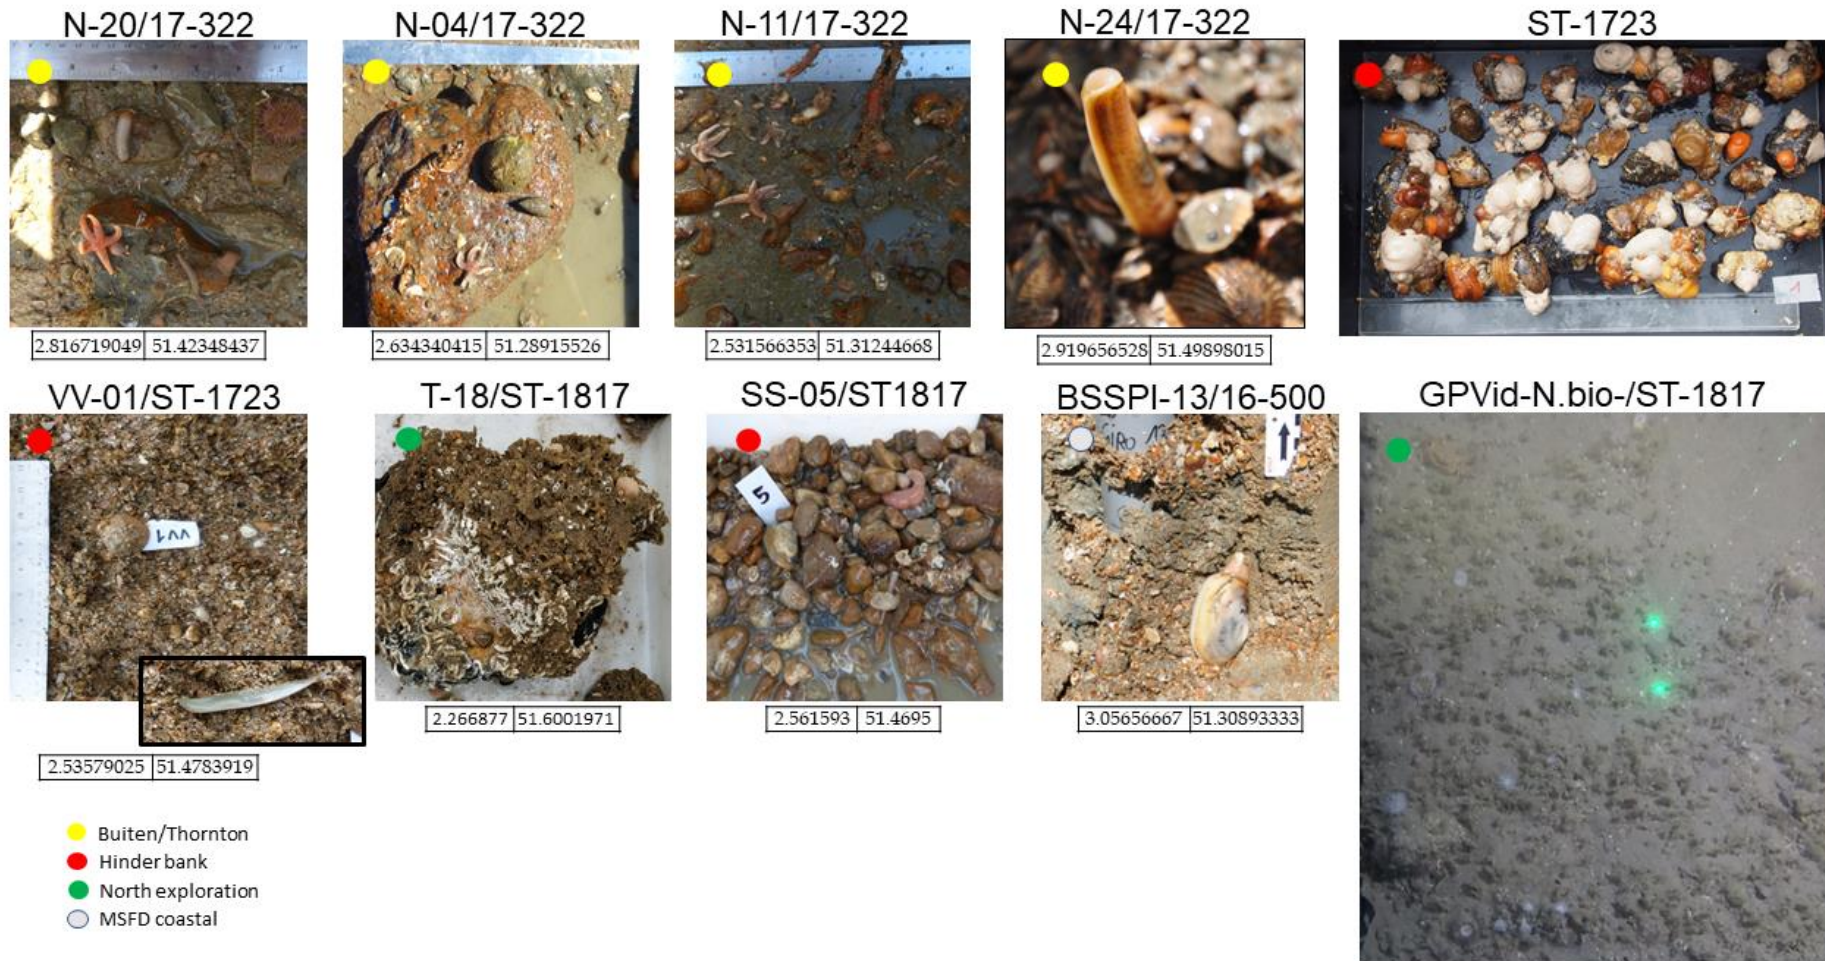 N-20/17-322
N-04/17-322
N-11/17-322
N-24/17-322
ST-1723
1
2.816719049 51.42348437
2.634340415 51.28915526
2.531566353 51.31244668
2.919656528 51.49898015
VV-01/ST-1723
T-18/ST-1817
SS-05/ST1817
BSSPI-13/16-500
GPVid-N.bio-/ST-1817
VV1
5
2.266877 51.6001971
2.561593 51.4695
3.05656667 51.30893333
2.53579025 51.4783919
Buiten/Thornton
Hinder bank
North exploration
MSFD coastal